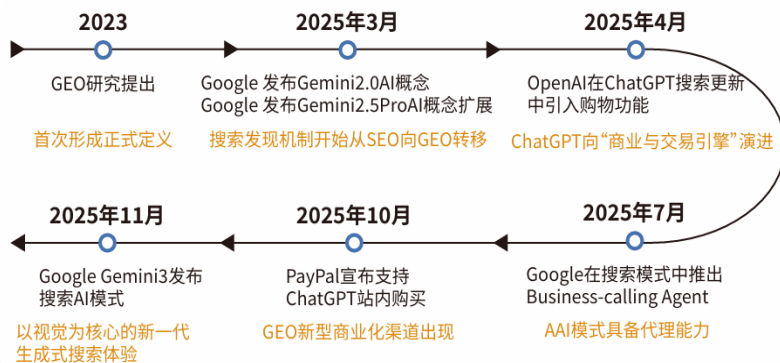 2023
GEO研究提出
首次形成正式定义
2025年3月
Google 发布Gemini2.0AI概念
Google 发布Gemini2.5ProAI概念扩展
搜索发现机制开始从SEO向GEO转移
2025年4月
OpenAI在ChatGPT搜索更新
中引入购物功能
ChatGPT向“商业与交易引擎”演进
2025年7月
Google在搜索模式中推出
Business-calling Agent
AAI模式具备代理能力
2025年10月
PayPal宣布支持
ChatGPT站内购买
GEO新型商业化渠道出现
2025年11月
Google Gemini3发布
搜索AI模式
以视觉为核心的新一代
生成式搜索体验